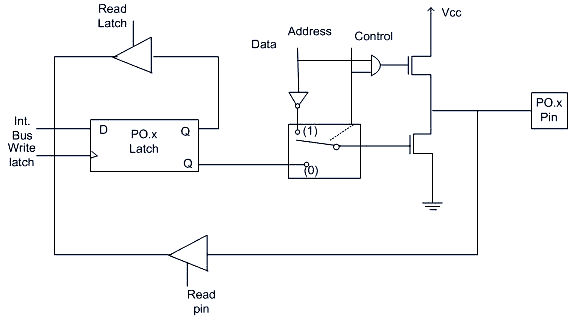 Read
Latch
Vcc
Address
Control
Data
Int.
Bus
Write
latch
D
PO.x
Latch
Q
Q
(1)
(0)
PO.x
Pin
Read
pin